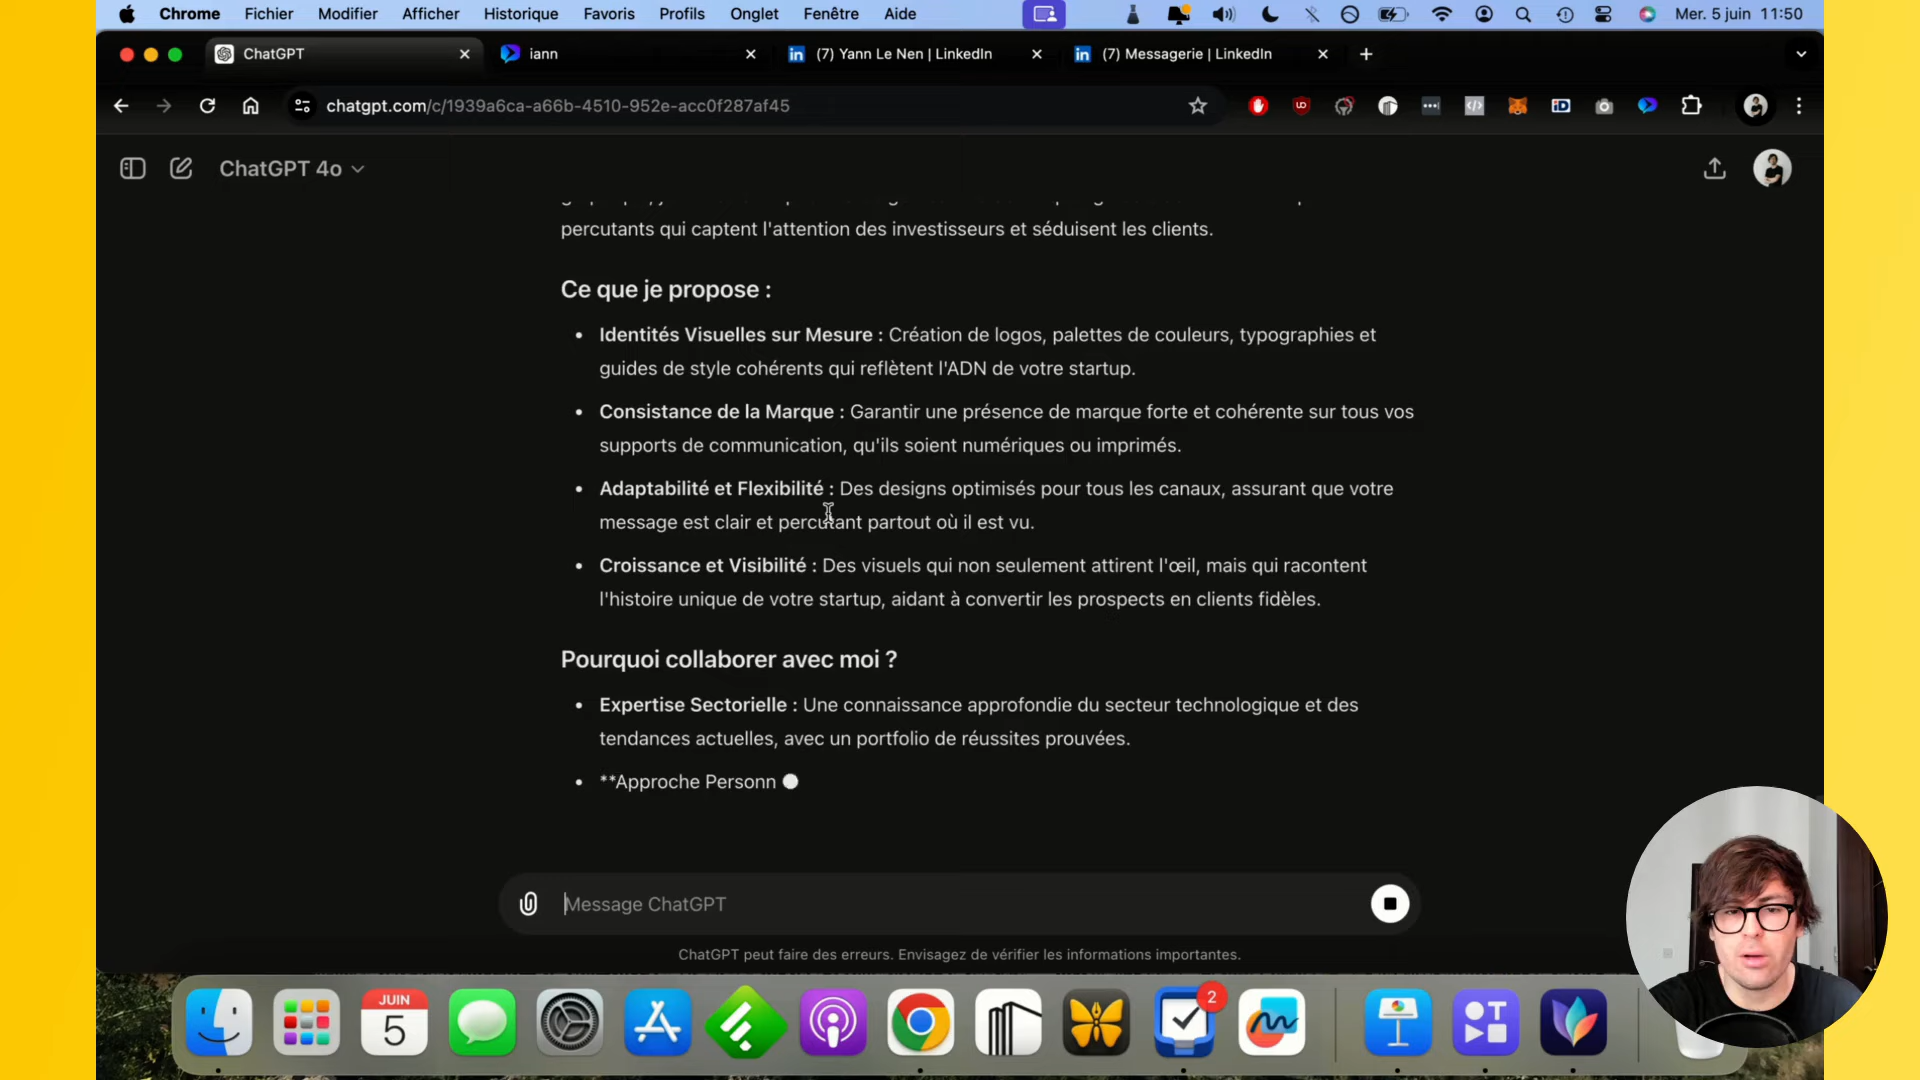 Chrome Fichier Modifier Afficher Historique Favoris Profils Onglet Fenêtre Aide Mer. 5 juin 11:50
ChatGPT iann (7) Yann Le Nen | LinkedIn (7) Messagerie | LinkedIn
chatgpt.com/c/1939a6ca-a66b-4510-952e-acc0f287af45
ChatGPT 4o
percutants qui captent l'attention des investisseurs et séduisent les clients.
Ce que je propose :
• Identités Visuelles sur Mesure : Création de logos, palettes de couleurs, typographies et
guides de style cohérents qui reflètent l'ADN de votre startup.
• Consistance de la Marque : Garantir une présence de marque forte et cohérente sur tous vos
supports de communication, qu'ils soient numériques ou imprimés.
• Adaptabilité et Flexibilité : Des designs optimisés pour tous les canaux, assurant que votre
message est clair et percutant partout où il est vu.
• Croissance et Visibilité : Des visuels qui non seulement attirent l'œil, mais qui racontent
l'histoire unique de votre startup, aidant à convertir les prospects en clients fidèles.
Pourquoi collaborer avec moi ?
• Expertise Sectorielle : Une connaissance approfondie du secteur technologique et des
tendances actuelles, avec un portfolio de réussites prouvées.
• **Approche Personn
Message ChatGPT
ChatGPT peut faire des erreurs. Envisagez de vérifier les informations importantes.
JUIN
5
2